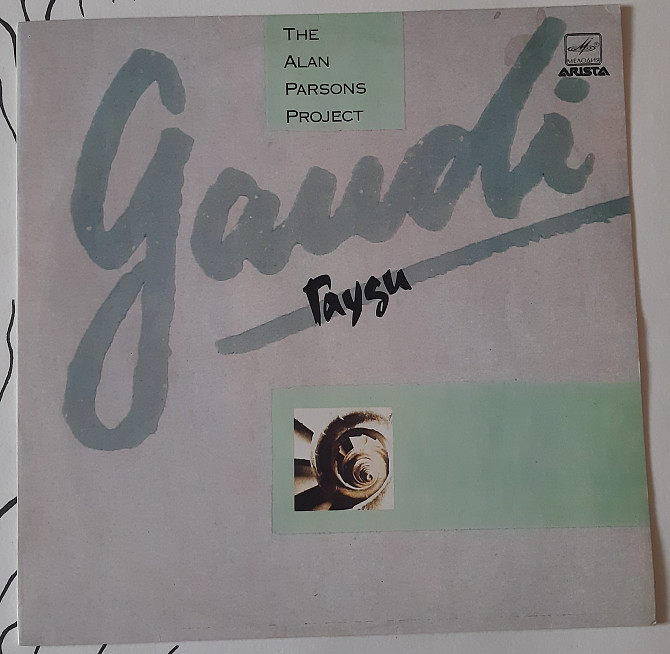 THE
ALAN
PARSONS
PROJECT
МЕЛОДИЯ
ARISTA
gaudi
Гауди